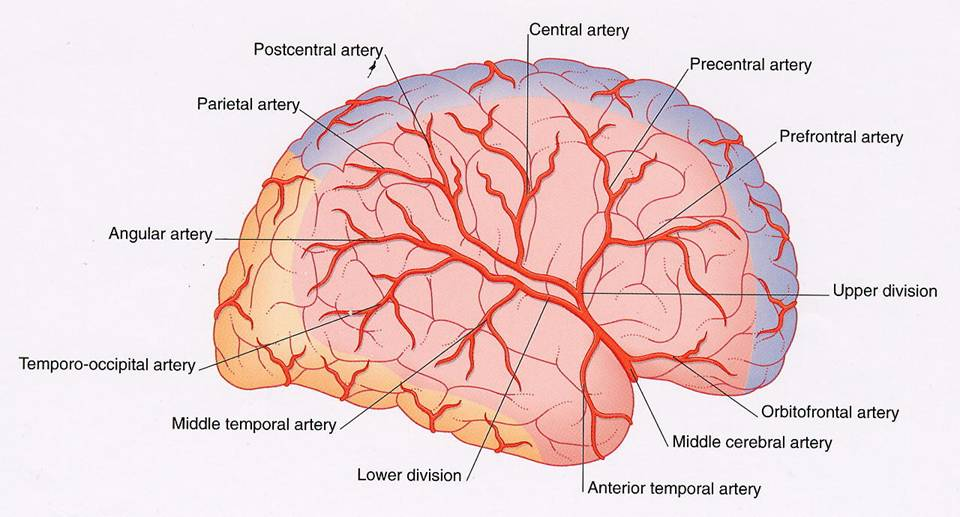 Central artery
Postcentral artery
Precentral artery
Parietal artery
Prefrontal artery
Angular artery
Upper division
Temporo-occipital artery
Orbitofrontal artery
Middle temporal artery
Middle cerebral artery
Lower division
Anterior temporal artery